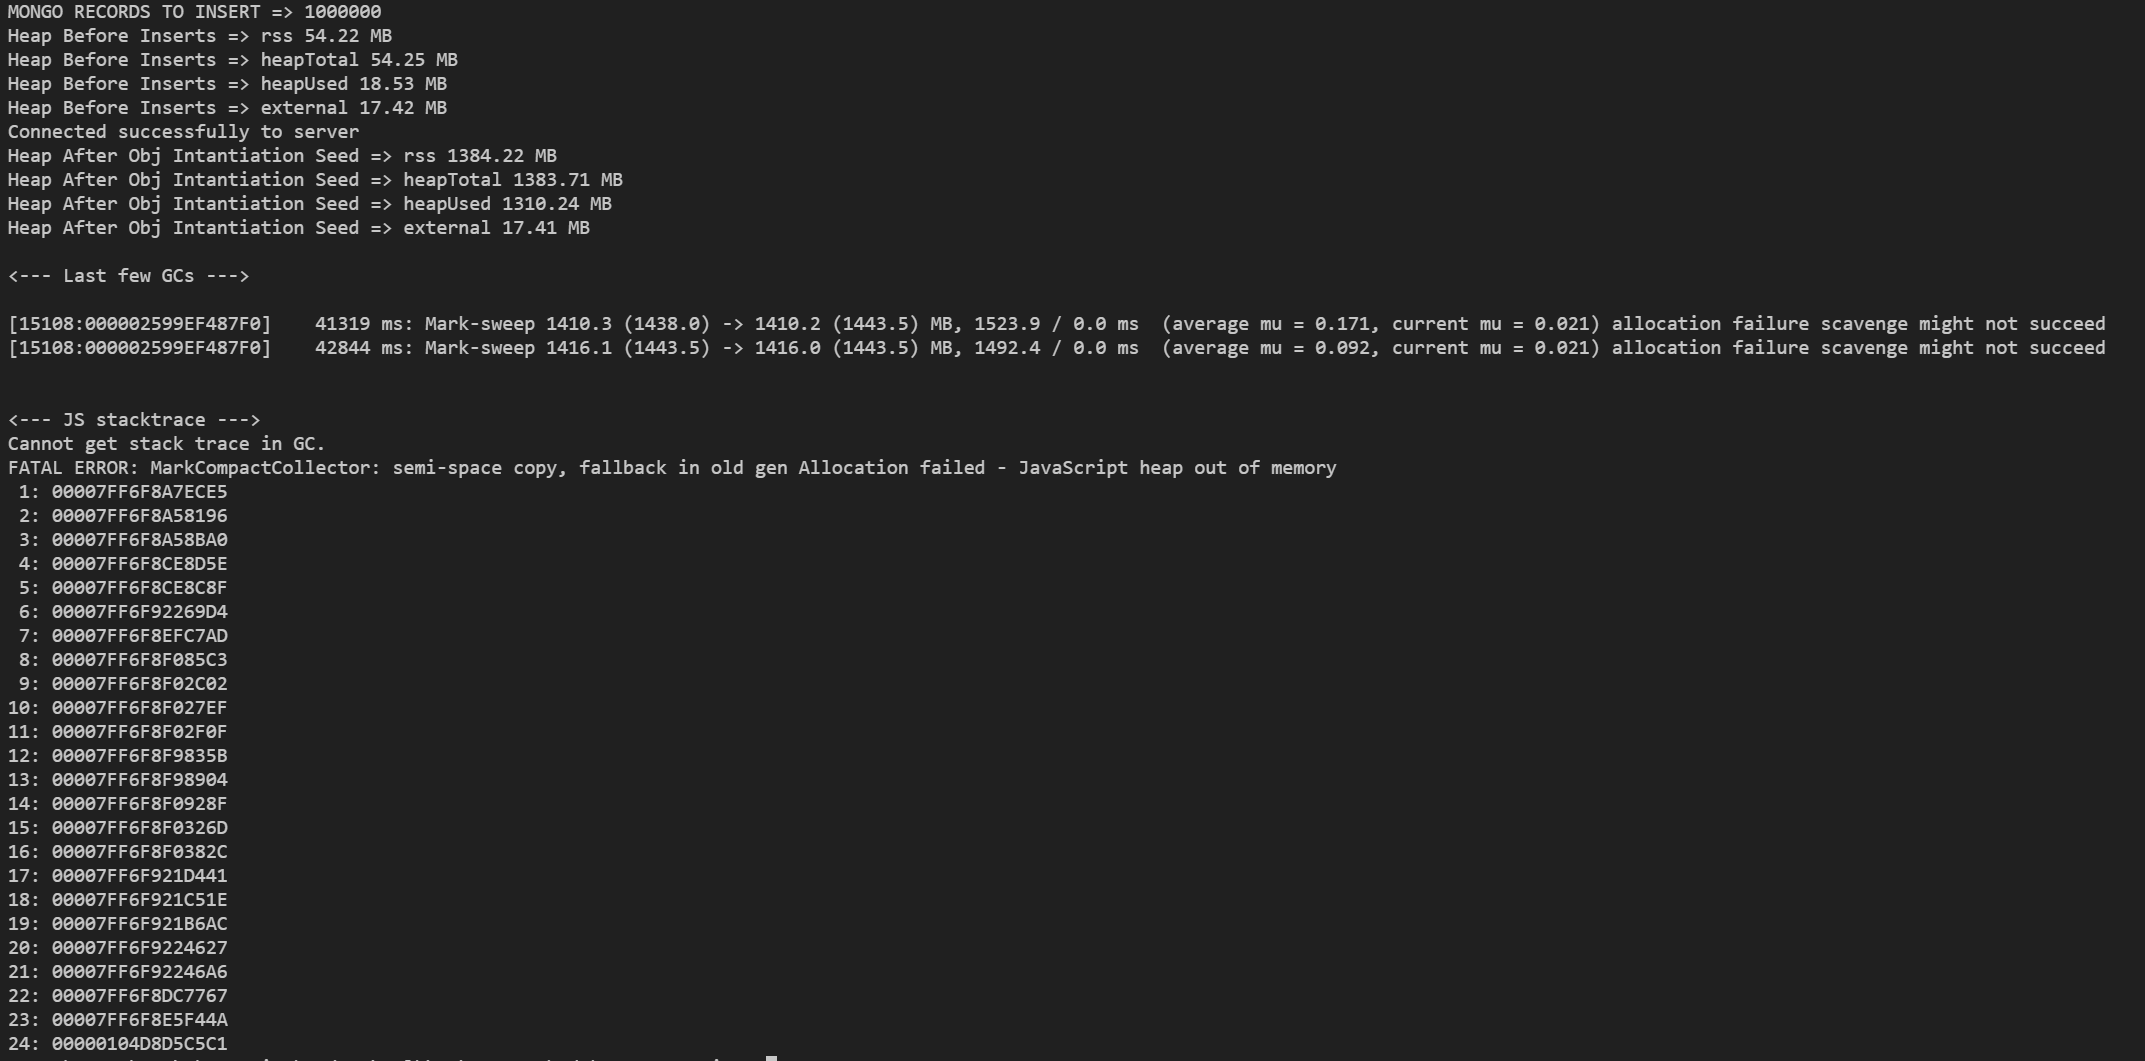 MONGO RECORDS TO INSERT => 1000000
Heap Before Inserts => rss 54.22 MB
Heap Before Inserts => heapTotal 54.25 MB
Heap Before Inserts => heapUsed 18.53 MB
Heap Before Inserts => external 17.42 MB
Connected successfully to server
Heap After Obj Intantiation Seed => rss 1384.22 MB
Heap After Obj Intantiation Seed => heapTotal 1383.71 MB
Heap After Obj Intantiation Seed => heapUsed 1310.24 MB
Heap After Obj Intantiation Seed => external 17.41 MB
<--- Last few GCs --->
[15108:000002599EF487F0]    41319 ms: Mark-sweep 1410.3 (1438.0) -> 1410.2 (1443.5) MB, 1523.9 / 0.0 ms  (average mu = 0.171, current mu = 0.021) allocation failure scavenge might not succeed
[15108:000002599EF487F0]    42844 ms: Mark-sweep 1416.1 (1443.5) -> 1416.0 (1443.5) MB, 1492.4 / 0.0 ms  (average mu = 0.092, current mu = 0.021) allocation failure scavenge might not succeed
<--- JS stacktrace --->
Cannot get stack trace in GC.
FATAL ERROR: MarkCompactCollector: semi-space copy, fallback in old gen Allocation failed - JavaScript heap out of memory
 1: 00007FF6F8A7ECE5
 2: 00007FF6F8A58196
 3: 00007FF6F8A58BA0
 4: 00007FF6F8CE8D5E
 5: 00007FF6F8CE8C8F
 6: 00007FF6F92269D4
 7: 00007FF6F8EFC7AD
 8: 00007FF6F8F085C3
 9: 00007FF6F8F02C02
10: 00007FF6F8F027EF
11: 00007FF6F8F02F0F
12: 00007FF6F8F9835B
13: 00007FF6F8F98904
14: 00007FF6F8F0928F
15: 00007FF6F8F0326D
16: 00007FF6F8F0382C
17: 00007FF6F921D441
18: 00007FF6F921C51E
19: 00007FF6F921B6AC
20: 00007FF6F9224627
21: 00007FF6F92246A6
22: 00007FF6F8DC7767
23: 00007FF6F8E5F44A
24: 00000104D8D5C5C1